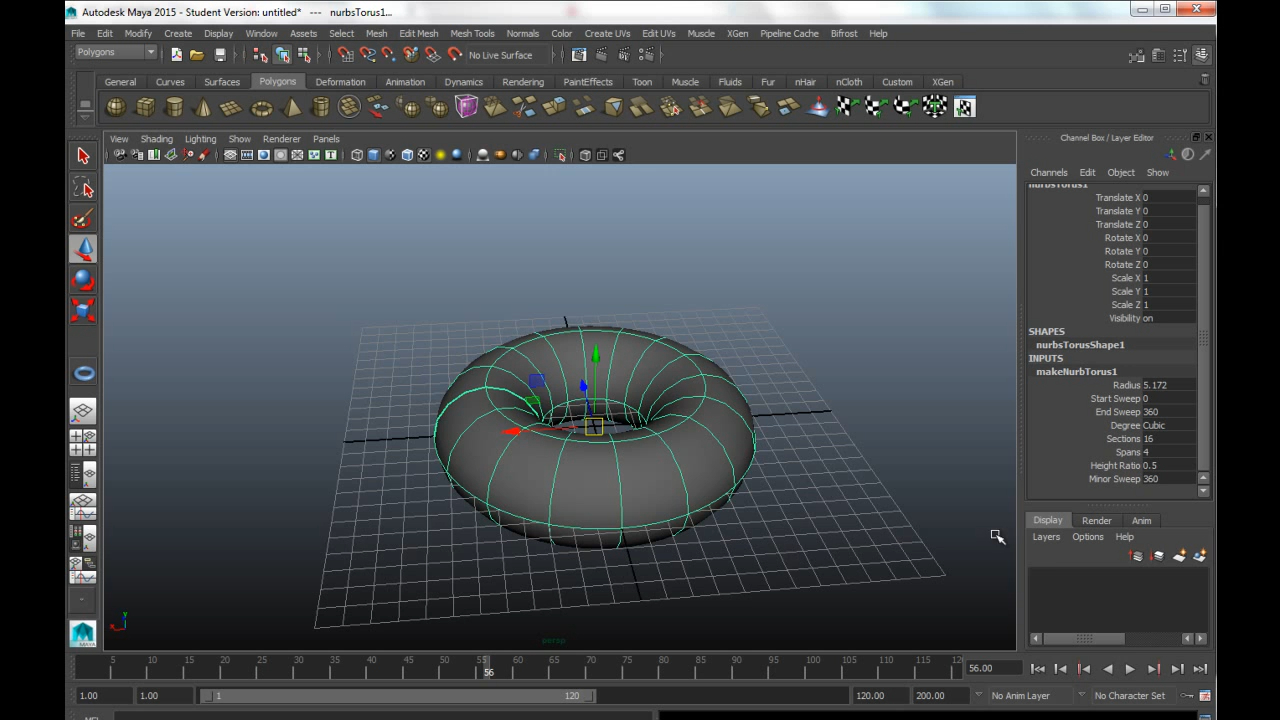 Autodesk Maya 2015 - Student Version: untitled* --- nurbsTorus1...
File Edit Modify Create Display Window Assets Select Mesh Edit Mesh Mesh Tools Normals Color Create UVs Edit UVs Muscle XGen Pipeline Cache Bifrost Help
Polygons No Live Surface
General Curves Surfaces Polygons Deformation Animation Dynamics Rendering PaintEffects Toon Muscle Fluids Fur nHair nCloth Custom XGen
View Shading Lighting Show Renderer Panels
Channel Box / Layer Editor
Channels Edit Object Show
nurbsTorus1
Translate X 0
Translate Y 0
Translate Z 0
Rotate X 0
Rotate Y 0
Rotate Z 0
Scale X 1
Scale Y 1
Scale Z 1
Visibility on
SHAPES
nurbsTorusShape1
INPUTS
makeNurbTorus1
Radius 5.172
Start Sweep 0
End Sweep 360
Degree Cubic
Sections 16
Spans 4
Height Ratio 0.5
Minor Sweep 360
Display Render Anim
Layers Options Help
MAYA
y
persp
5 10 15 20 25 30 35 40 45 50 55 60 65 70 75 80 85 90 95 100 105 110 115 12
56
56.00
1.00 1.00 1 120 120.00 200.00 No Anim Layer No Character Set
MEL